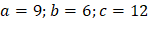 a = 9; b = 6; c = 12